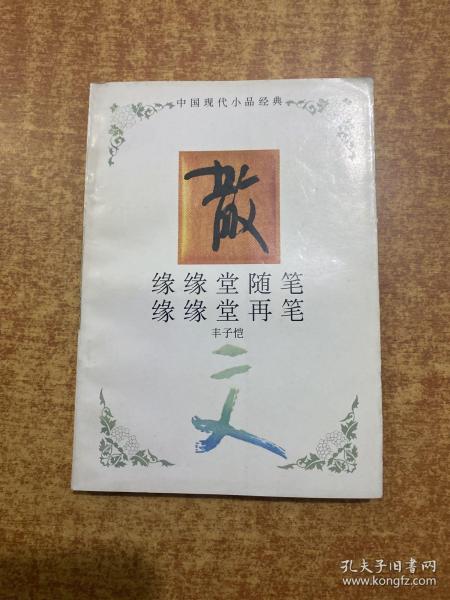 中国现代小品经典
散
缘缘堂随笔
缘缘堂再笔
丰子恺
文
孔夫子旧书网
www.kongfz.com